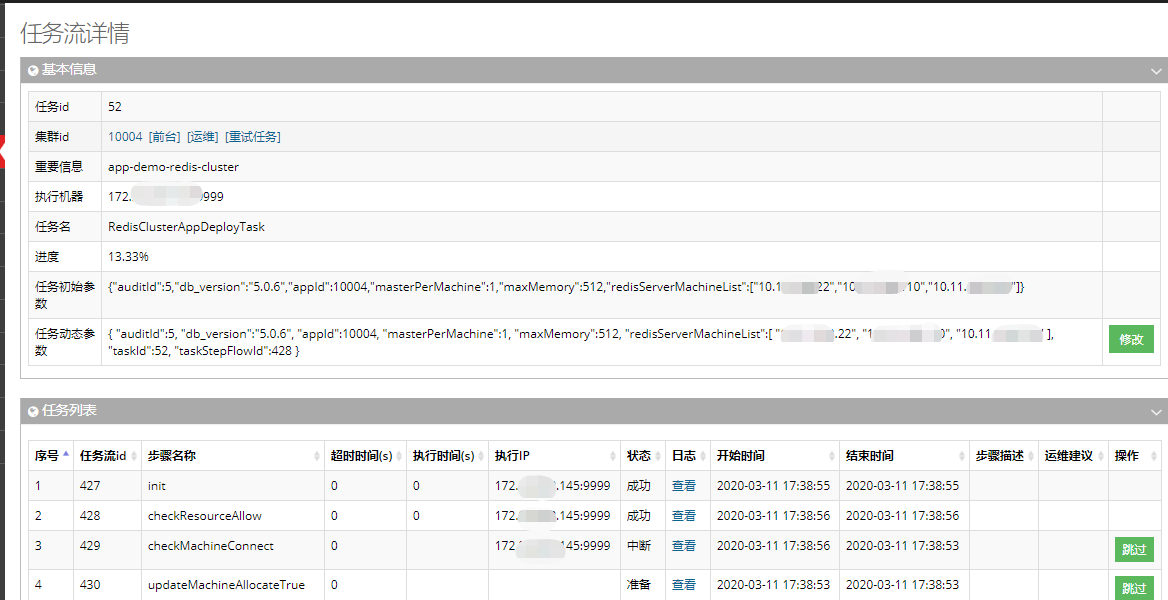 任务流详情
基本信息
任务id 52
集群id 10004 [前台] [运维] [重试任务]
重要信息 app-demo-redis-cluster
执行机器 172. 999
任务名 RedisClusterAppDeployTask
进度 13.33%
任务初始参数 {"auditId":5,"db_version":"5.0.6","appId":10004,"masterPerMachine":1,"maxMemory":512,"redisServerMachineList":["10.1 22","10 10","10.11. "]}
任务动态参数 { "auditId":5, "db_version":"5.0.6", "appId":10004, "masterPerMachine":1, "maxMemory":512, "redisServerMachineList":[ " .22", "1 0", "10.11 " ],
"taskId":52, "taskStepFlowId":428 }
修改
任务列表
序号 任务流id 步骤名称 超时时间(s) 执行时间(s) 执行IP 状态 日志 开始时间 结束时间 步骤描述 运维建议 操作
1 427 init 0 0 172. .145:9999 成功 查看 2020-03-11 17:38:55 2020-03-11 17:38:55
2 428 checkResourceAllow 0 0 172. .145:9999 成功 查看 2020-03-11 17:38:56 2020-03-11 17:38:56
3 429 checkMachineConnect 0 172 145:9999 中断 查看 2020-03-11 17:38:56 2020-03-11 17:38:53 跳过
4 430 updateMachineAllocateTrue 0 准备 查看 2020-03-11 17:38:53 2020-03-11 17:38:53 跳过